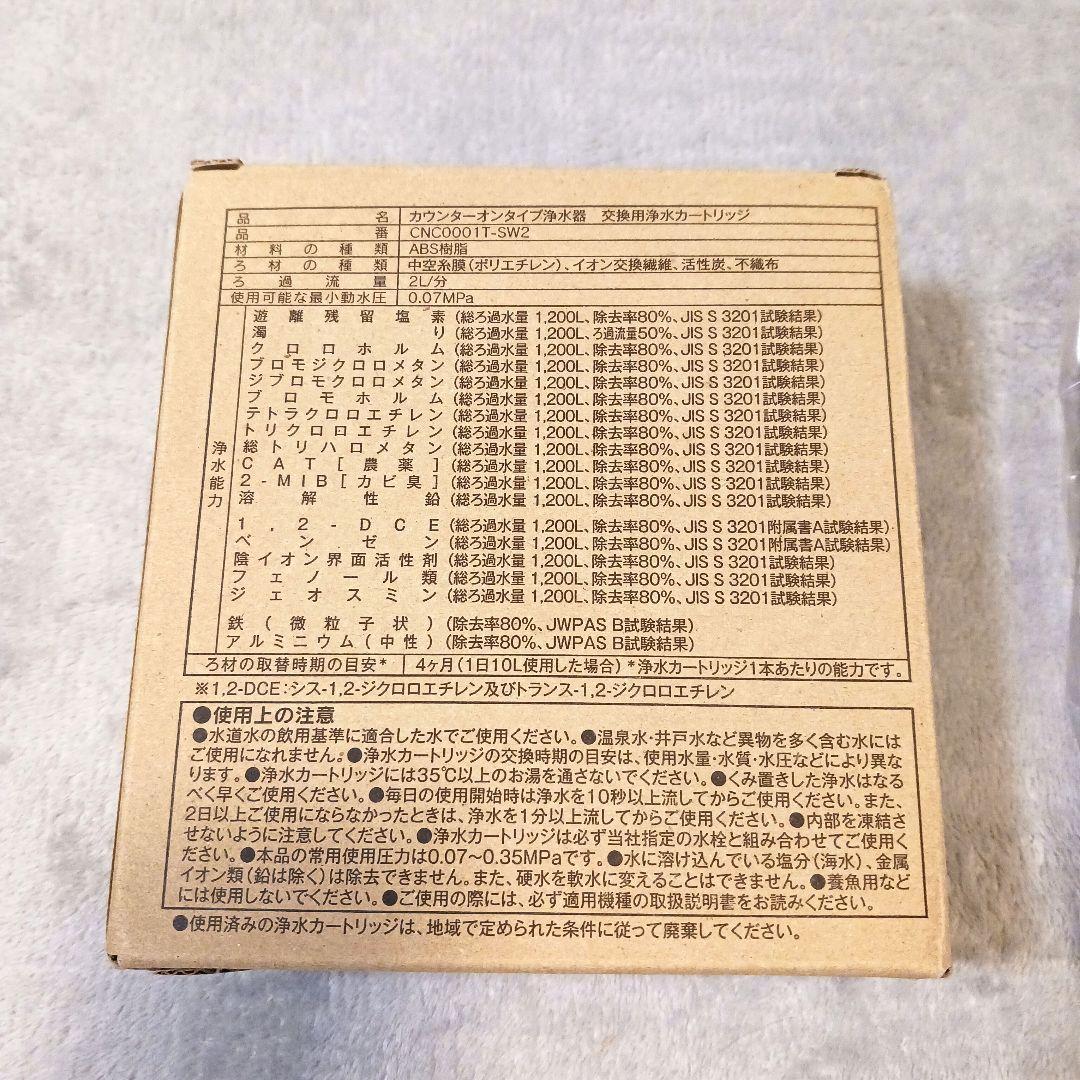 品名 カウンターオンタイプ浄水器 交換用浄水カートリッジ
品番 CNC0001T-SW2
材料の種類 ABS樹脂
ろ材の種類 中空糸膜(ポリエチレン)、イオン交換繊維、活性炭、不織布
ろ過流量 2L/分
使用可能な最小動水圧 0.07MPa
浄水能力
遊離残留塩素 (総ろ過水量 1,200L、除去率80%、JIS S 3201試験結果)
濁り (総ろ過水量 1,200L、ろ過流量50%、JIS S 3201試験結果)
クロロホルム (総ろ過水量 1,200L、除去率80%、JIS S 3201試験結果)
ブロモジクロロメタン (総ろ過水量 1,200L、除去率80%、JIS S 3201試験結果)
ジブロモクロロメタン (総ろ過水量 1,200L、除去率80%、JIS S 3201試験結果)
ブロモホルム (総ろ過水量 1,200L、除去率80%、JIS S 3201試験結果)
テトラクロロエチレン (総ろ過水量 1,200L、除去率80%、JIS S 3201試験結果)
トリクロロエチレン (総ろ過水量 1,200L、除去率80%、JIS S 3201試験結果)
総トリハロメタン (総ろ過水量 1,200L、除去率80%、JIS S 3201試験結果)
CAT[農薬] (総ろ過水量 1,200L、除去率80%、JIS S 3201試験結果)
2-MIB[カビ臭] (総ろ過水量 1,200L、除去率80%、JIS S 3201試験結果)
溶解性鉛 (総ろ過水量 1,200L、除去率80%、JIS S 3201試験結果)
1,2-DCE (総ろ過水量 1,200L、除去率80%、JIS S 3201附属書A試験結果)
ベンゼン (総ろ過水量 1,200L、除去率80%、JIS S 3201附属書A試験結果)
陰イオン界面活性剤 (総ろ過水量 1,200L、除去率80%、JIS S 3201試験結果)
フェノール類 (総ろ過水量 1,200L、除去率80%、JIS S 3201試験結果)
ジェオスミン (総ろ過水量 1,200L、除去率80%、JIS S 3201試験結果)
鉄(微粒子状) (除去率80%、JWPAS B試験結果)
アルミニウム(中性) (除去率80%、JWPAS B試験結果)
ろ材の取替時期の目安* 4ヶ月(1日10L使用した場合) *浄水カートリッジ1本あたりの能力です。
※1,2-DCE:シス-1,2-ジクロロエチレン及びトランス-1,2-ジクロロエチレン
●使用上の注意
●水道水の飲用基準に適合した水でご使用ください。●温泉水・井戸水など異物を多く含む水には
ご使用になれません。●浄水カートリッジの交換時期の目安は、使用水量・水質・水圧などにより異な
ります。●浄水カートリッジには35℃以上のお湯を通さないでください。●くみ置きした浄水はなる
べく早くご使用ください。●毎日の使用開始時は浄水を10秒以上流してからご使用ください。また、
2日以上ご使用にならなかったときは、浄水を1分以上流してからご使用ください。●内部を凍結さ
せないように注意してください。●浄水カートリッジは必ず当社指定の水栓と組み合わせてご使用く
ださい。●本品の常用使用圧力は0.07~0.35MPaです。●水に溶け込んでいる塩分(海水)、金属
イオン類(鉛は除く)は除去できません。また、硬水を軟水に変えることはできません。●養魚用など
には使用しないでください。●ご使用の際には、必ず適用機種の取扱説明書をお読みください。
●使用済みの浄水カートリッジは、地域で定められた条件に従って廃棄してください。